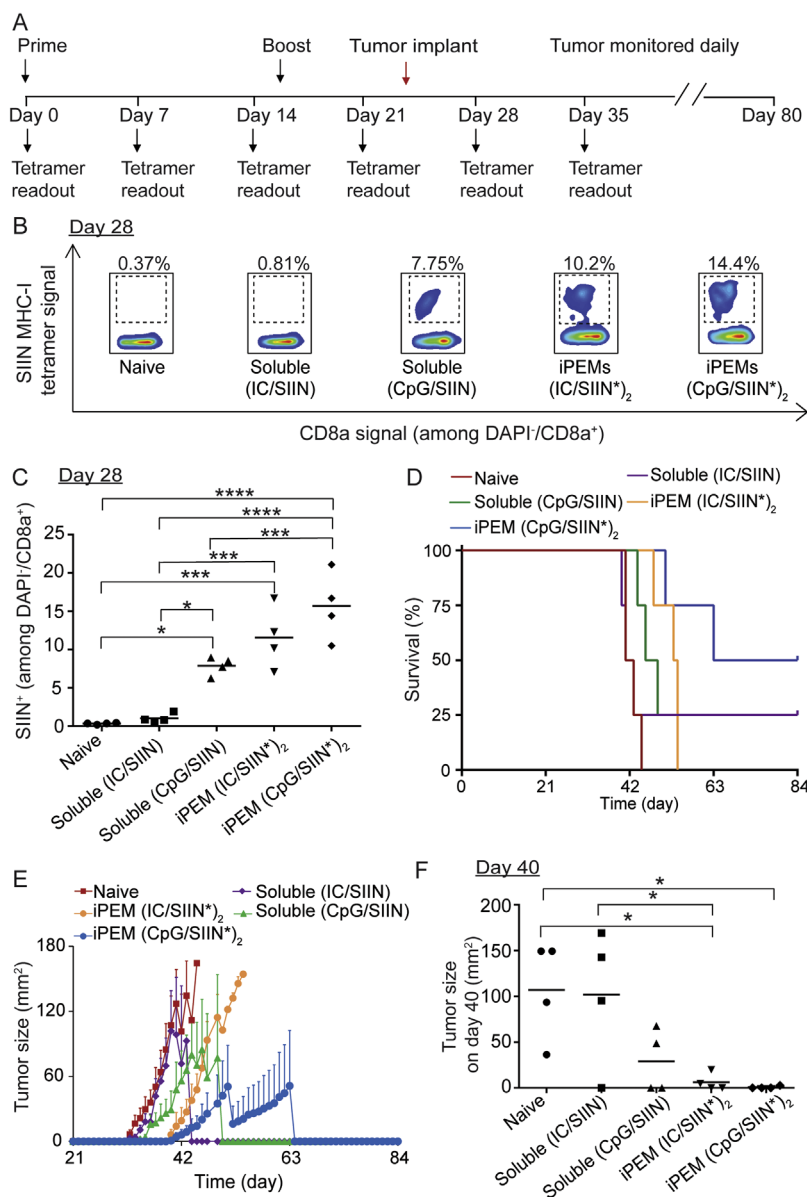 A
Prime
Boost
Tumor implant
Tumor monitored daily
Day 0
Day 7
Day 14
Day 21
Day 28
Day 35
Day 80
Tetramer
readout
Tetramer
readout
Tetramer
readout
Tetramer
readout
Tetramer
readout
Tetramer
readout
B
Day 28
SIIN MHC-I
tetramer signal
0.37%
0.81%
7.75%
10.2%
14.4%
Naive
Soluble
(IC/SIIN)
Soluble
(CpG/SIIN)
iPEMs
(IC/SIIN*)₂
iPEMs
(CpG/SIIN*)₂
CD8a signal (among DAPI⁻/CD8a⁺)
C
Day 28
SIIN⁺ (among DAPI⁻/CD8a⁺)
25
20
15
10
5
0
****
****
***
***
***
*
*
Naive
Soluble (IC/SIIN)
Soluble (CpG/SIIN)
iPEM (IC/SIIN*)₂
iPEM (CpG/SIIN*)₂
D
Naive
Soluble (IC/SIIN)
Soluble (CpG/SIIN)
iPEM (IC/SIIN*)₂
iPEM (CpG/SIIN*)₂
Survival (%)
100
75
50
25
0
0
21
42
63
84
Time (day)
E
Naive
Soluble (IC/SIIN)
iPEM (IC/SIIN*)₂
Soluble (CpG/SIIN)
iPEM (CpG/SIIN*)₂
Tumor size (mm²)
180
120
60
0
21
42
63
84
Time (day)
F
Day 40
Tumor size
on day 40 (mm²)
200
150
100
50
0
*
*
*
Naive
Soluble (IC/SIIN)
Soluble (CpG/SIIN)
iPEM (IC/SIIN*)₂
iPEM (CpG/SIIN*)₂